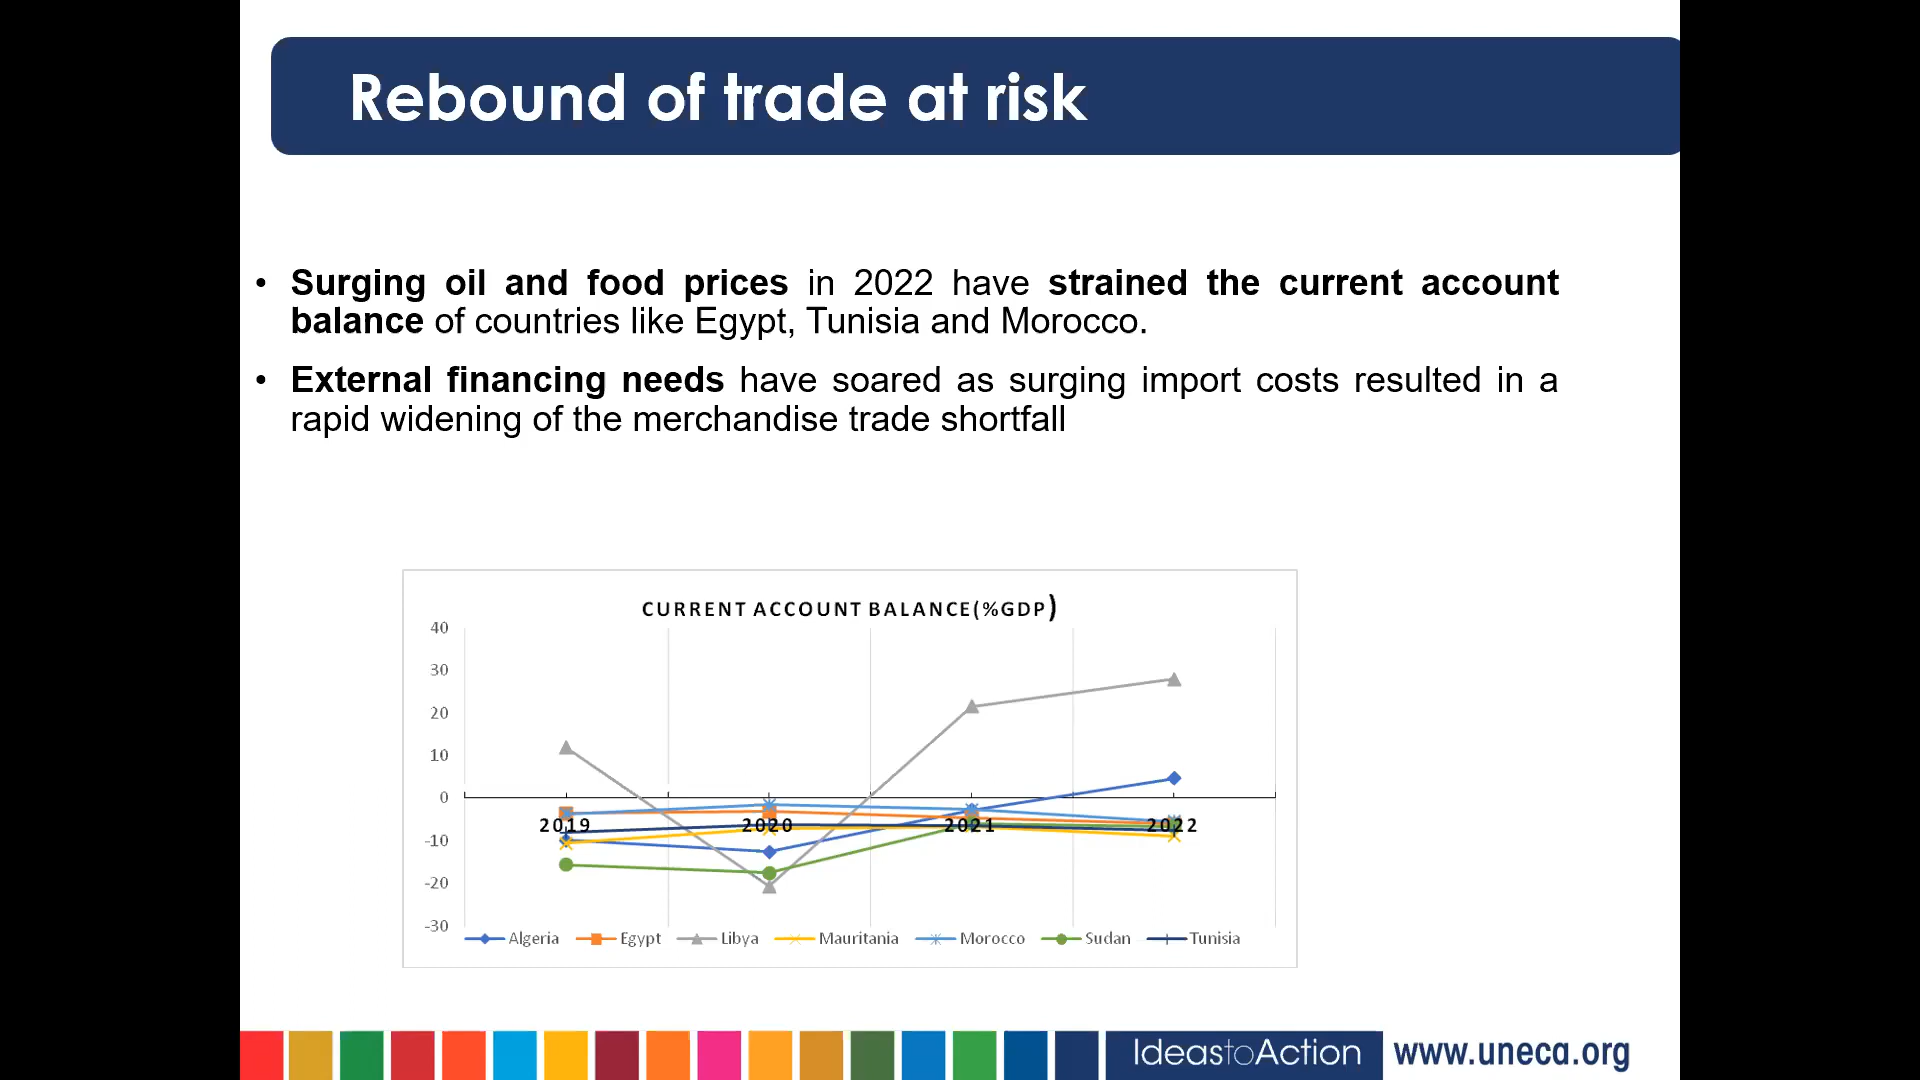 Rebound of trade at risk
• Surging oil and food prices in 2022 have strained the current account
balance of countries like Egypt, Tunisia and Morocco.
• External financing needs have soared as surging import costs resulted in a
rapid widening of the merchandise trade shortfall
CURRENT ACCOUNT BALANCE(%GDP)
40
30
20
10
0
-10
-20
-30
2019 2020 2021 2022
Algeria Egypt Libya Mauritania Morocco Sudan Tunisia
IdeastoAction www.uneca.org